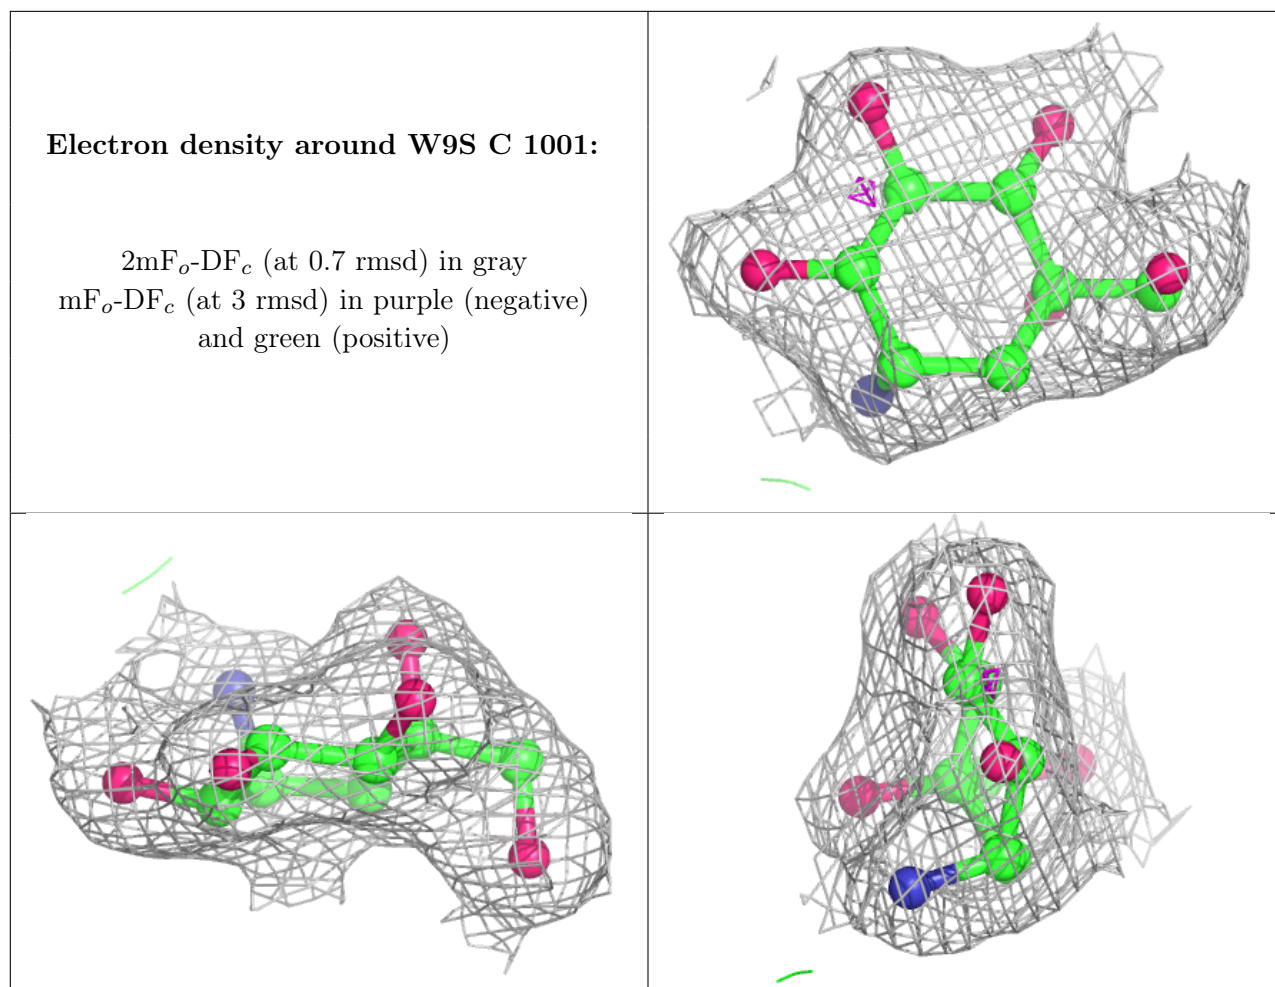 Electron density around W9S C 1001:
2mFo-DFc (at 0.7 rmsd) in gray
mFo-DFc (at 3 rmsd) in purple (negative)
and green (positive)